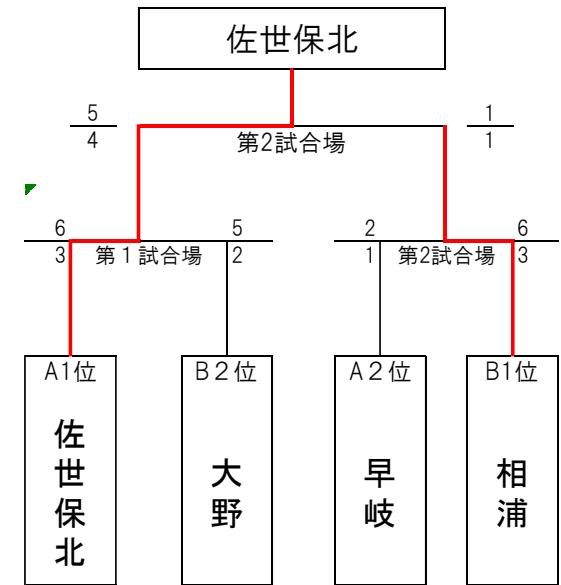 佐世保北
5 1
4 第2試合場 1
6 5 2 6
3 第1試合場 2 1 第2試合場 3
A1位 B2位 A2位 B1位
佐世保北 大野 早岐 相浦